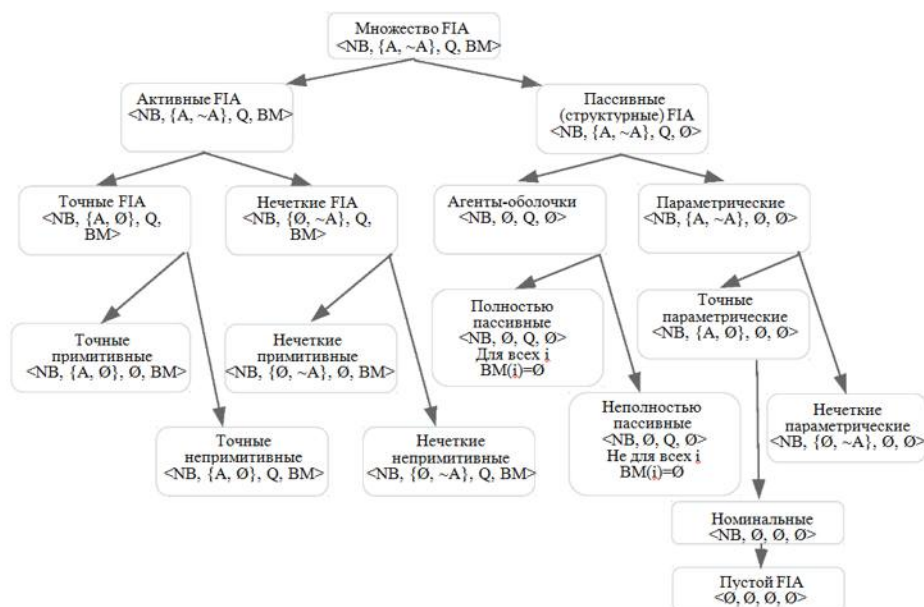 Множество FIA
<NB, {A, ~A}, Q, BM>
Активные FIA
<NB, {A, ~A}, Q, BM>
Пассивные
(структурные) FIA
<NB, {A, ~A}, Q, Ø>
Точные FIA
<NB, {A, Ø}, Q,
BM>
Нечеткие FIA
<NB, {Ø, ~A}, Q,
BM>
Агенты-оболочки
<NB, Ø, Q, Ø>
Параметрические
<NB, {A, ~A}, Ø, Ø>
Точные
примитивные
<NB, {A, Ø}, Ø, BM>
Нечеткие
примитивные
<NB, {Ø, ~A}, Ø, BM>
Полностью
пассивные
<NB, Ø, Q, Ø>
Для всех i
BM(i)=Ø
Точные
параметрические
<NB, {A, Ø}, Ø, Ø>
Точные
непримитивные
<NB, {A, Ø}, Q, BM>
Нечеткие
непримитивные
<NB, {Ø, ~A}, Q, BM>
Неполностью
пассивные
<NB, Ø, Q, Ø>
Не для всех i
BM(i)=Ø
Нечеткие
параметрические
<NB, {Ø, ~A}, Ø, Ø>
Номинальные
<NB, Ø, Ø, Ø>
Пустой FIA
<Ø, Ø, Ø, Ø>